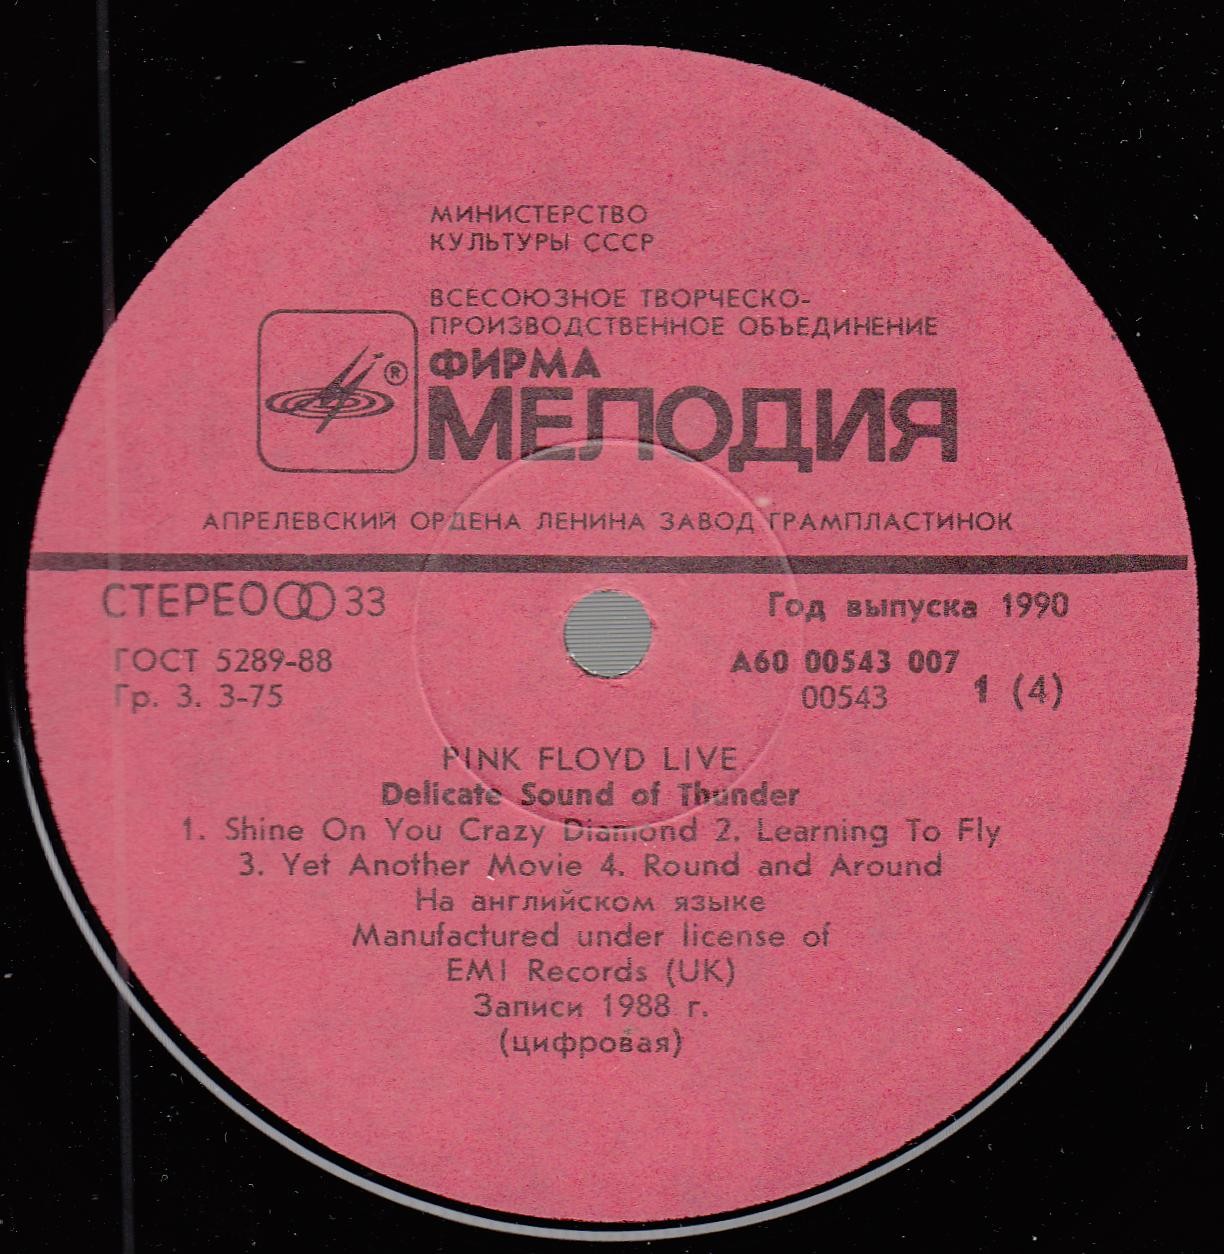 МИНИСТЕРСТВО
КУЛЬТУРЫ СССР
ВСЕСОЮЗНОЕ ТВОРЧЕСКО-
ПРОИЗВОДСТВЕННОЕ ОБЪЕДИНЕНИЕ
ФИРМА
®
МЕЛОДИЯ
АПРЕЛЕВСКИЙ ОРДЕНА ЛЕНИНА ЗАВОД ГРАМПЛАСТИНОК
СТЕРЕО 33
Год выпуска 1990
ГОСТ 5289-88
А60 00543 007
Гр. 3. 3-75
00543 1 (4)
PINK FLOYD LIVE
Delicate Sound of Thunder
1. Shine On You Crazy Diamond 2. Learning To Fly
3. Yet Another Movie 4. Round and Around
На английском языке
Manufactured under license of
EMI Records (UK)
Записи 1988 г.
(цифровая)